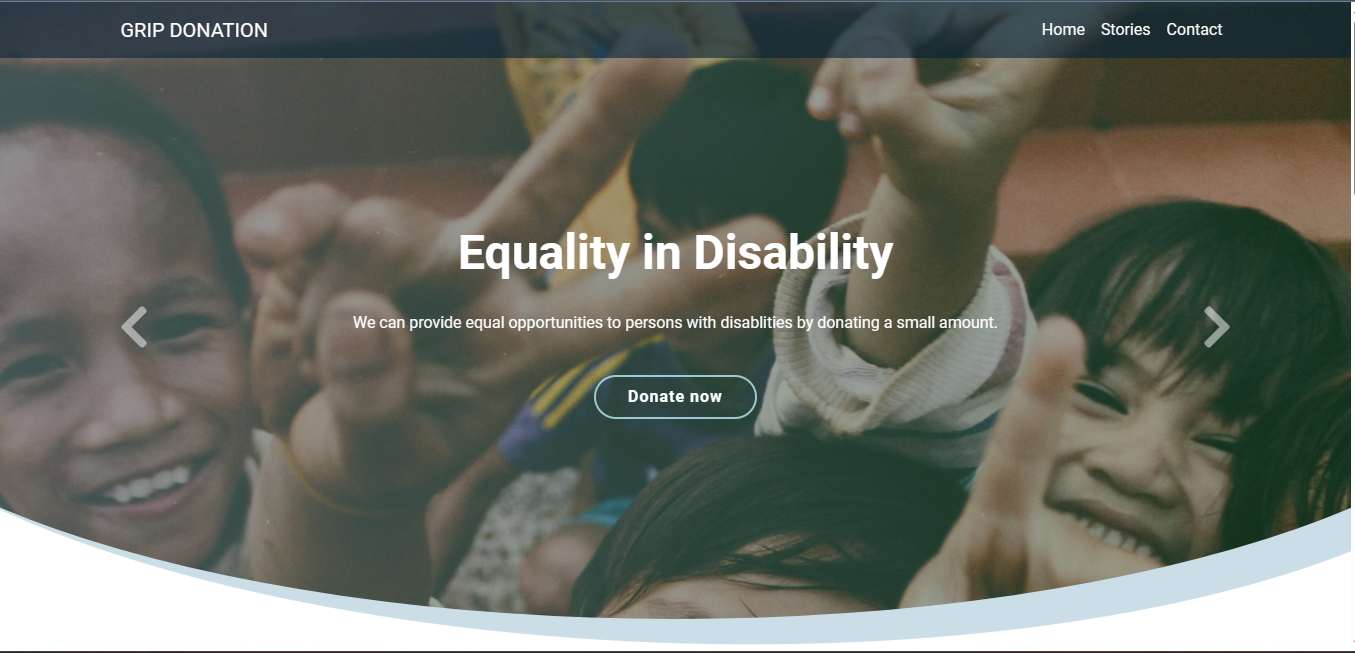 GRIP DONATION
Home Stories Contact
Equality in Disability
We can provide equal opportunities to persons with disablities by donating a small amount.
Donate now